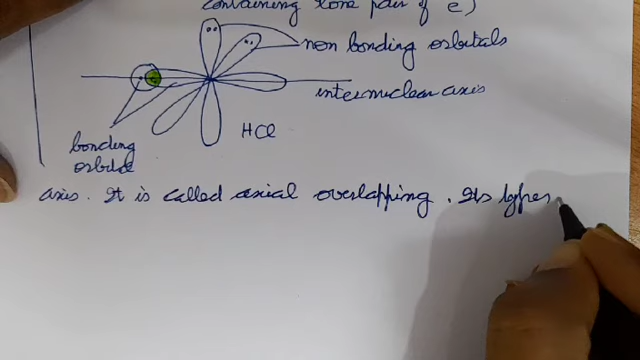 containing lone pair of e)
non bonding orbitals
internuclear axis
HCl
bonding
orbital
axis. It is called axial overlapping. Its types